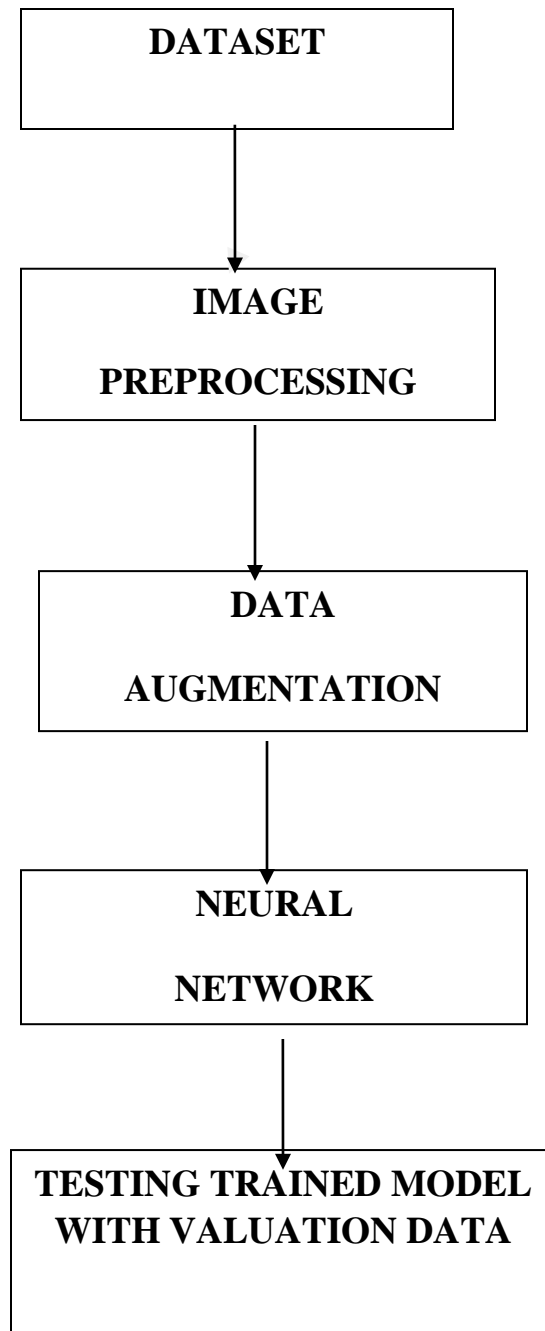 DATASET
IMAGE
PREPROCESSING
DATA
AUGMENTATION
NEURAL
NETWORK
TESTING TRAINED MODEL
WITH VALUATION DATA